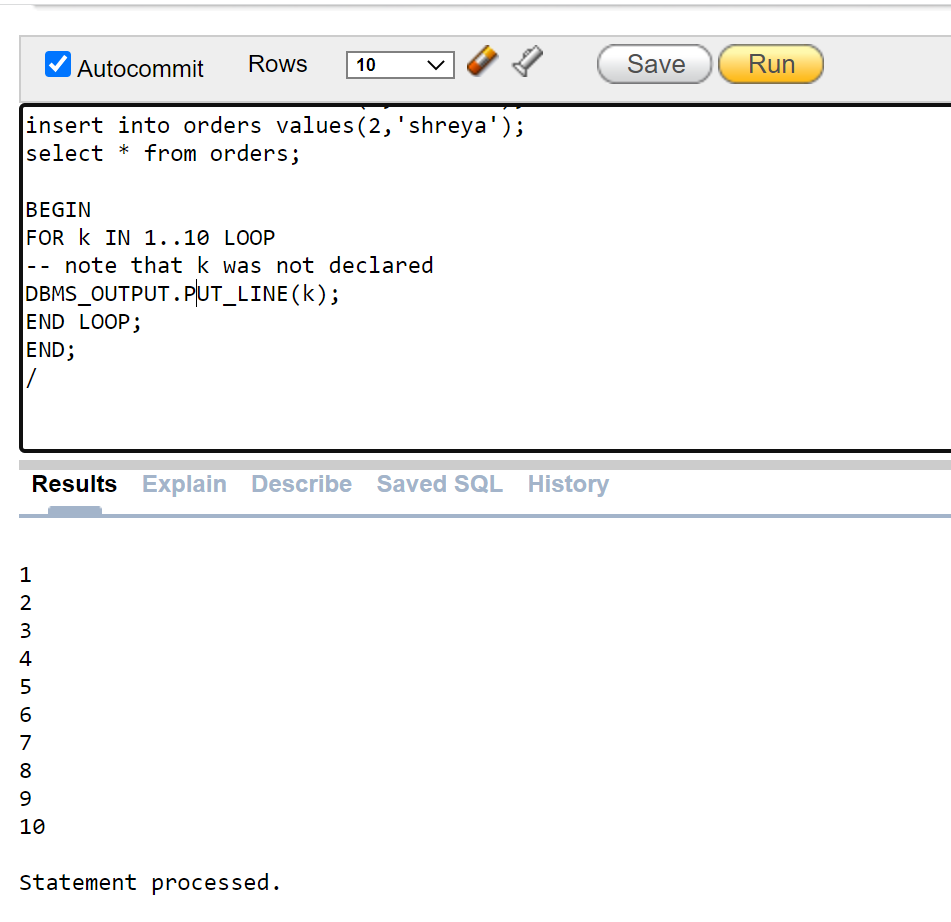 Autocommit Rows 10 Save Run
insert into orders values(2,'shreya');
select * from orders;
BEGIN
FOR k IN 1..10 LOOP
-- note that k was not declared
DBMS_OUTPUT.PUT_LINE(k);
END LOOP;
END;
/
Results Explain Describe Saved SQL History
1
2
3
4
5
6
7
8
9
10
Statement processed.